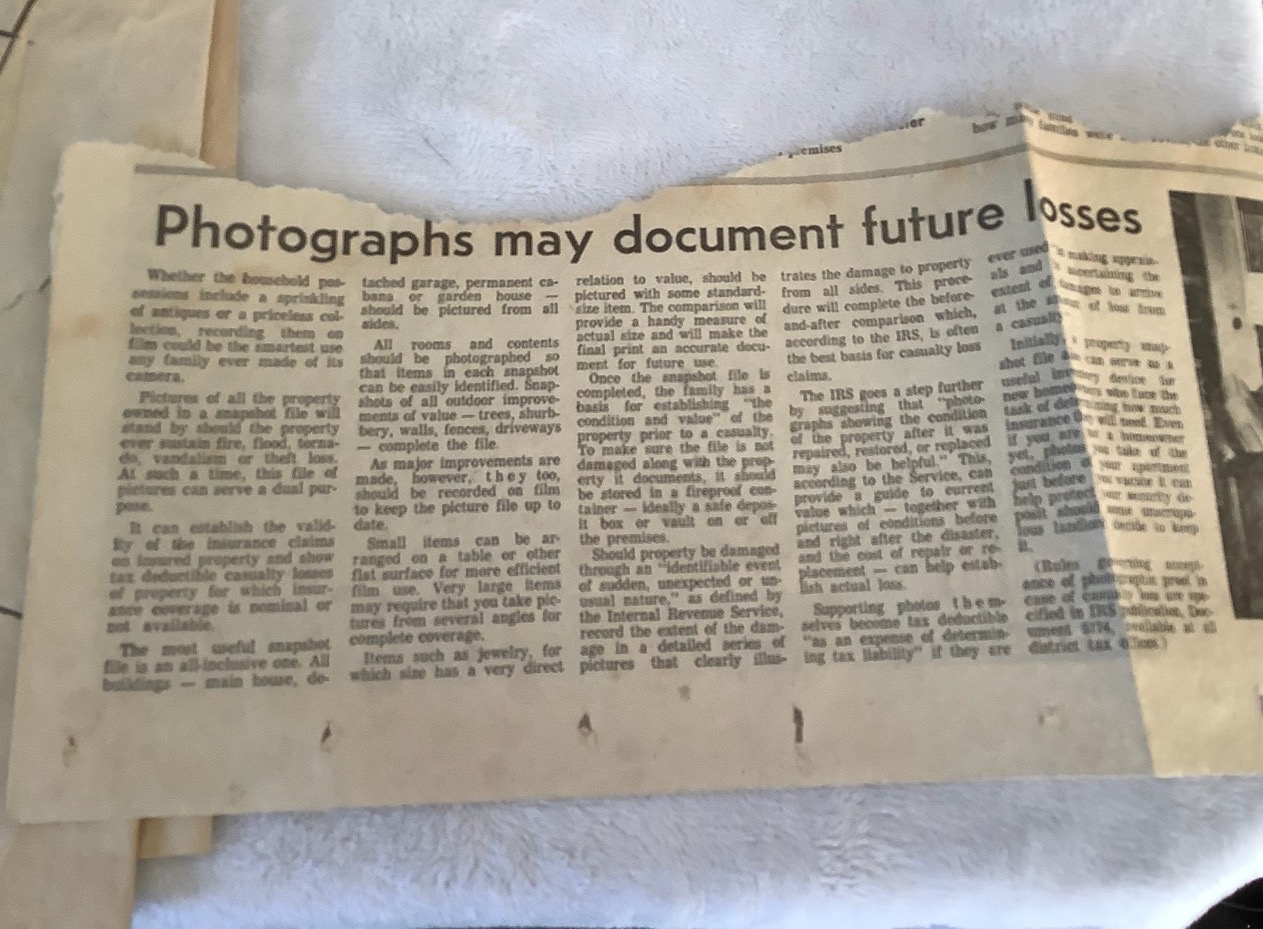 emises
how
families were
other
Photographs may document future losses
Whether the household pos-
sessions include a sprinkling
of antiques or a priceless col-
lection, recording them on
film could be the smartest use
any family ever made of its
camera.
Pictures of all the property
owned in a snapshot file will
stand by should the property
ever sustain fire, flood, torna-
do, vandalism or theft loss.
At such a time, this file of
pictures can serve a dual pur-
pose.
It can establish the valid-
ity of the insurance claims
on insured property and show
tax deductible casualty losses
of property for which insur-
ance coverage is nominal or
not available.
The most useful snapshot
file is an all-inclusive one. All
buildings — main house, de-
tached garage, permanent ca-
bana or garden house —
should be pictured from all
sides.
All rooms and contents
should be photographed so
that items in each snapshot
can be easily identified. Snap-
shots of all outdoor improve-
ments of value — trees, shurb-
bery, walls, fences, driveways
— complete the file.
As major improvements are
made, however, they too,
should be recorded on film
to keep the picture file up to
date.
Small items can be ar-
ranged on a table or other
flat surface for more efficient
film use. Very large items
may require that you take pic-
tures from several angles for
complete coverage.
Items such as jewelry, for
which size has a very direct
relation to value, should be
pictured with some standard-
size item. The comparison will
provide a handy measure of
actual size and will make the
final print an accurate docu-
ment for future use.
Once the snapshot file is
completed, the family has a
basis for establishing "the
condition and value" of the
property prior to a casualty.
To make sure the file is not
damaged along with the prop-
erty it documents, it should
be stored in a fireproof con-
tainer — ideally a safe depos-
it box or vault on or off
the premises.
Should property be damaged
through an "identifiable event
of sudden, unexpected or un-
usual nature," as defined by
the Internal Revenue Service,
record the extent of the dam-
age in a detailed series of
pictures that clearly illus-
trates the damage to property
from all sides. This proce-
dure will complete the before-
and-after comparison which,
according to the IRS, is often
the best basis for casualty loss
claims.
The IRS goes a step further
by suggesting that "photo-
graphs showing the condition
of the property after it was
repaired, restored, or replaced
may also be helpful." This,
according to the Service, can
provide a guide to current
value which — together with
pictures of conditions before
and right after the disaster,
and the cost of repair or re-
placement — can help estab-
lish actual loss.
Supporting photos them-
selves become tax deductible
"as an expense of determin-
ing tax liability" if they are
ever used in making apprais-
als and ascertaining the
extent of damages to arrive
at the amount of loss from
a casualty
Initially, property snap-
shot file can serve as a
useful device for
new who face the
task of how much
insurance will need. Even
if you are a homeowner
yet, photos you take of the
condition of your apartment
just before you vacate it can
help protect your security de-
posit should some unscrupu-
lous landlord decide to keep
it.
(Rules governing accept-
ance of photographic proof in
case of casualty loss are spe-
cified in IRS publication, Doc-
ument available at all
district tax offices)